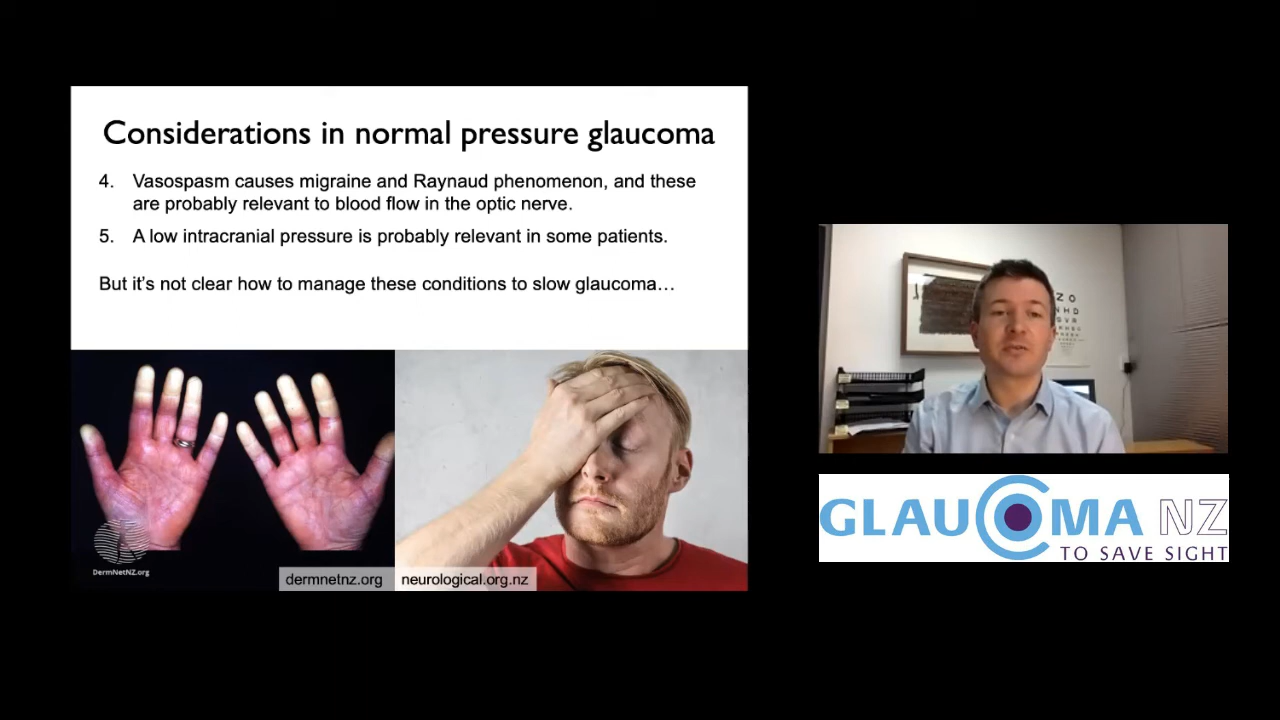 Considerations in normal pressure glaucoma
4. Vasospasm causes migraine and Raynaud phenomenon, and these
are probably relevant to blood flow in the optic nerve.
5. A low intracranial pressure is probably relevant in some patients.
But it's not clear how to manage these conditions to slow glaucoma…
DermNetNZ.org
dermnetnz.org
neurological.org.nz
ZO
NHD
GLAUCOMA NZ
TO SAVE SIGHT